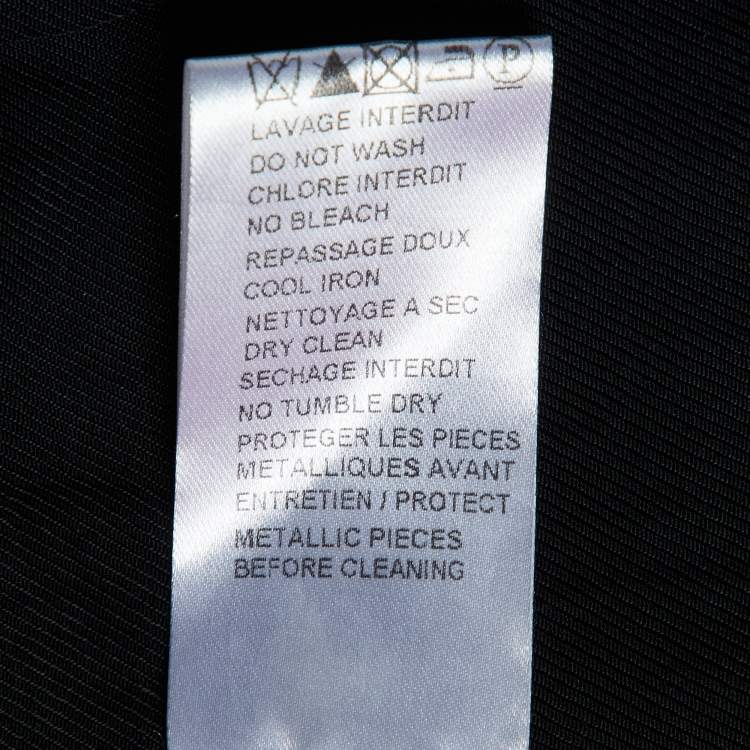 P
LAVAGE INTERDIT
DO NOT WASH
CHLORE INTERDIT
NO BLEACH
REPASSAGE DOUX
COOL IRON
NETTOYAGE A SEC
DRY CLEAN
SECHAGE INTERDIT
NO TUMBLE DRY
PROTEGER LES PIECES
METALLIQUES AVANT
ENTRETIEN / PROTECT
METALLIC PIECES
BEFORE CLEANING